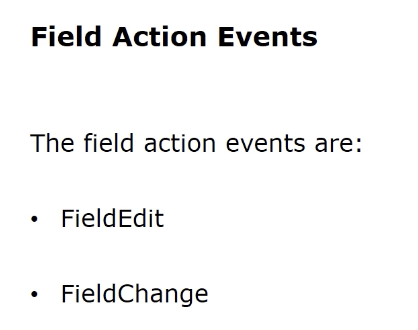 Field Action Events
The field action events are:
• FieldEdit
• FieldChange